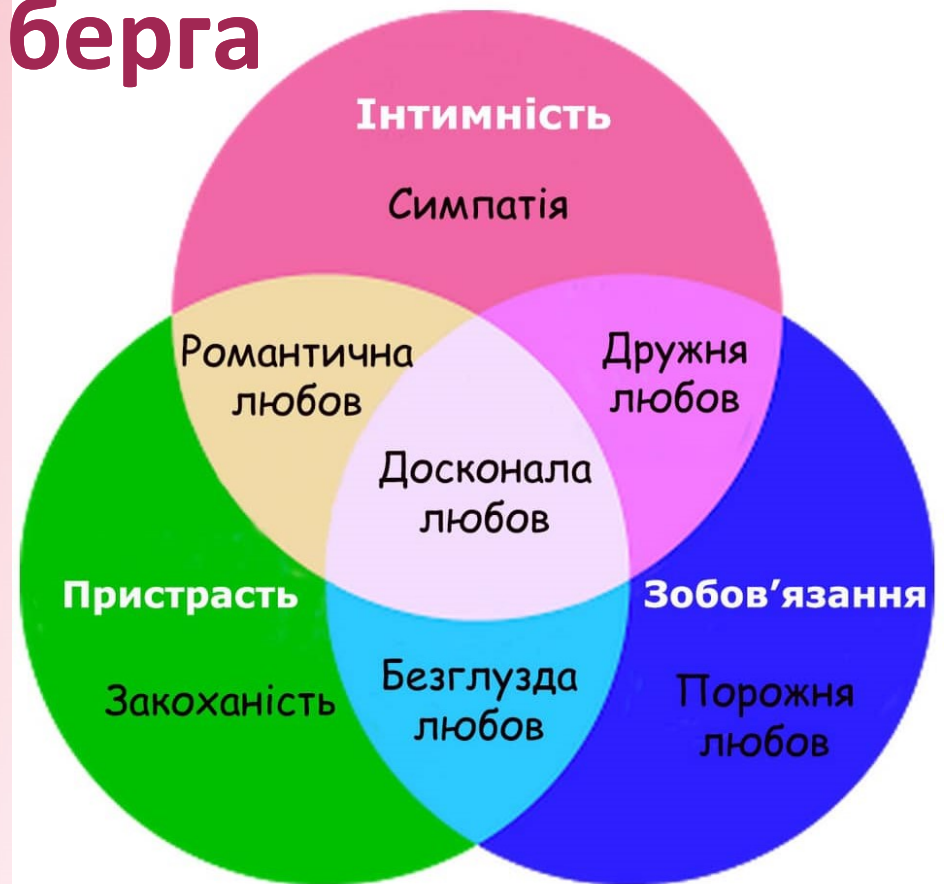 берга
Інтимність
Симпатія
Романтична
любов
Дружня
любов
Досконала
любов
Пристрасть
Зобов’язання
Закоханість
Безглузда
любов
Порожня
любов